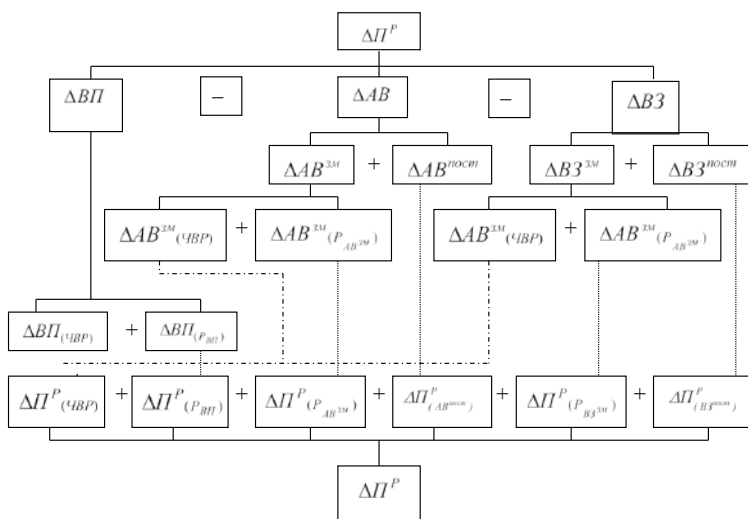 ΔП^Р
ΔВП – ΔАВ – ΔВЗ
ΔАВ^зм + ΔАВ^пост ΔВЗ^зм + ΔВЗ^пост
ΔАВ^зм (ЧВР) + ΔАВ^зм (Р_АВ^зм) ΔАВ^зм (ЧВР) + ΔАВ^зм (Р_АВ^зм)
ΔВП (ЧВР) + ΔВП (Р_ВП)
ΔП^Р (ЧВР) + ΔП^Р (Р_ВП) + ΔП^Р (Р_АВ^зм) + ΔП^Р (АВ^пост) + ΔП^Р (Р_ВЗ^зм) + ΔП^Р (ВЗ^пост)
ΔП^Р